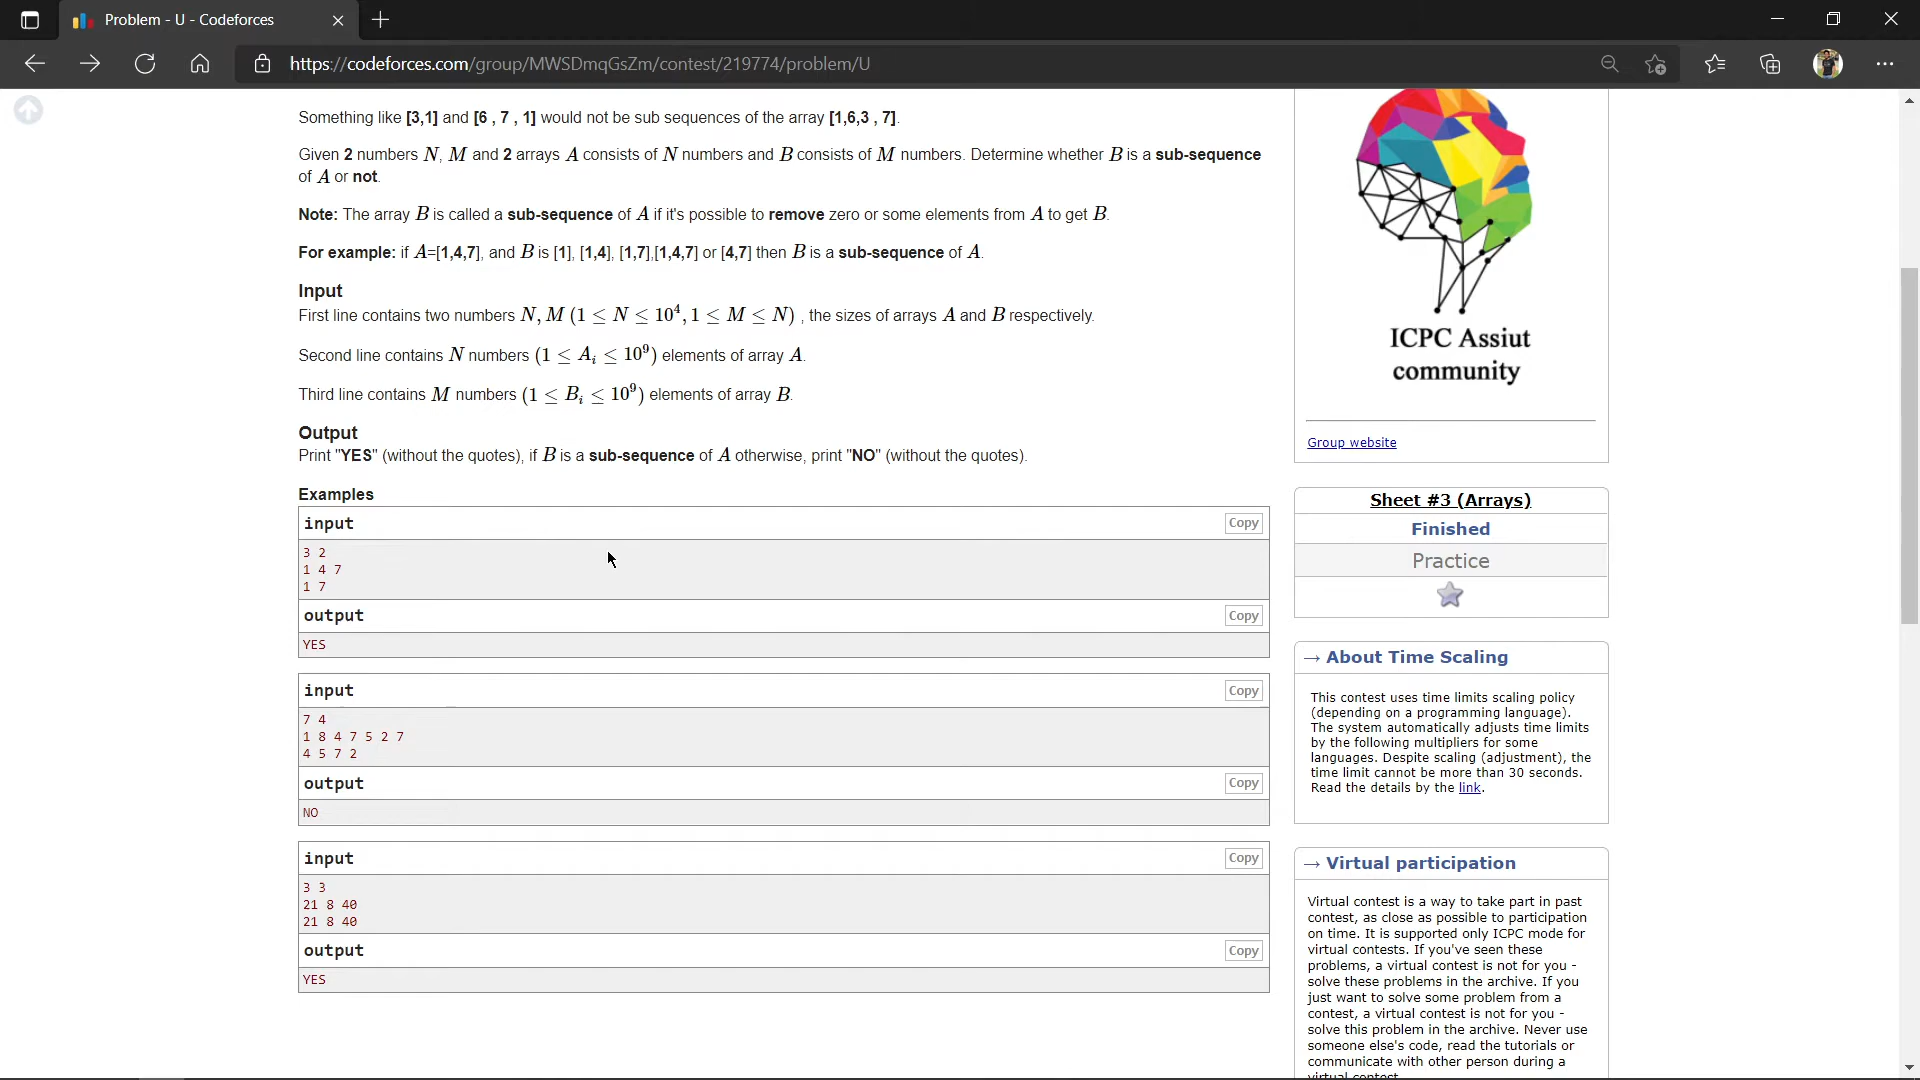 Problem - U - Codeforces
https://codeforces.com/group/MWSDmqGsZm/contest/219774/problem/U
Something like [3,1] and [6 , 7 , 1] would not be sub sequences of the array [1,6,3 , 7].
Given 2 numbers N, M and 2 arrays A consists of N numbers and B consists of M numbers. Determine whether B is a sub-sequence
of A or not.
Note: The array B is called a sub-sequence of A if it's possible to remove zero or some elements from A to get B.
For example: if A=[1,4,7], and B is [1], [1,4], [1,7],[1,4,7] or [4,7] then B is a sub-sequence of A.
Input
First line contains two numbers N, M (1 ≤ N ≤ 10⁴, 1 ≤ M ≤ N) , the sizes of arrays A and B respectively.
Second line contains N numbers (1 ≤ Aᵢ ≤ 10⁹) elements of array A.
Third line contains M numbers (1 ≤ Bᵢ ≤ 10⁹) elements of array B.
Output
Print "YES" (without the quotes), if B is a sub-sequence of A otherwise, print "NO" (without the quotes).
Examples
input
Copy
3 2
1 4 7
1 7
output
Copy
YES
input
Copy
7 4
1 8 4 7 5 2 7
4 5 7 2
output
Copy
NO
input
Copy
3 3
21 8 40
21 8 40
output
Copy
YES
ICPC Assiut
community
Group website
Sheet #3 (Arrays)
Finished
Practice
→ About Time Scaling
This contest uses time limits scaling policy
(depending on a programming language).
The system automatically adjusts time limits
by the following multipliers for some
languages. Despite scaling (adjustment), the
time limit cannot be more than 30 seconds.
Read the details by the link.
→ Virtual participation
Virtual contest is a way to take part in past
contest, as close as possible to participation
on time. It is supported only ICPC mode for
virtual contests. If you've seen these
problems, a virtual contest is not for you -
solve these problems in the archive. If you
just want to solve some problem from a
contest, a virtual contest is not for you -
solve this problem in the archive. Never use
someone else's code, read the tutorials or
communicate with other person during a
virtual contest.